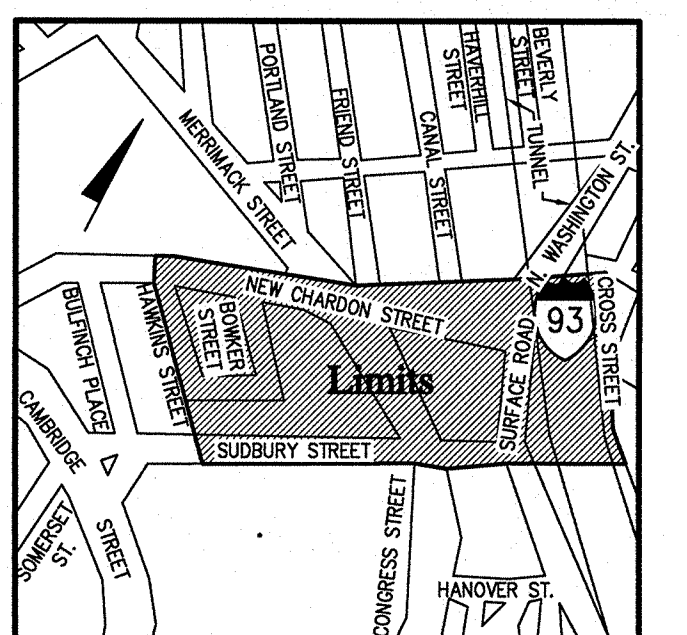 PORTLAND STREET
FRIEND STREET
CANAL STREET
HAVERHILL
STREET
BEVERLY
STREET
TUNNEL
MERRIMACK STREET
N. WASHINGTON ST.
NEW CHARDON STREET
93
CROSS STREET
BULFINCH PLACE
HAWKINS STREET
BOWKER
STREET
SURFACE ROAD
Limits
CAMBRIDGE
STREET
SUDBURY STREET
SOMERSET
ST.
CONGRESS STREET
HANOVER ST.